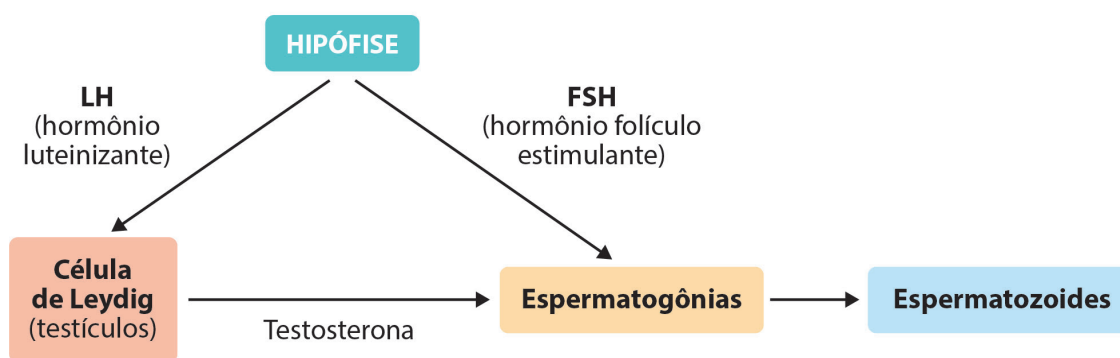 HIPÓFISE
LH
(hormônio
luteinizante)
FSH
(hormônio folículo
estimulante)
Célula
de Leydig
(testículos)
Testosterona
Espermatogônias
Espermatozoides